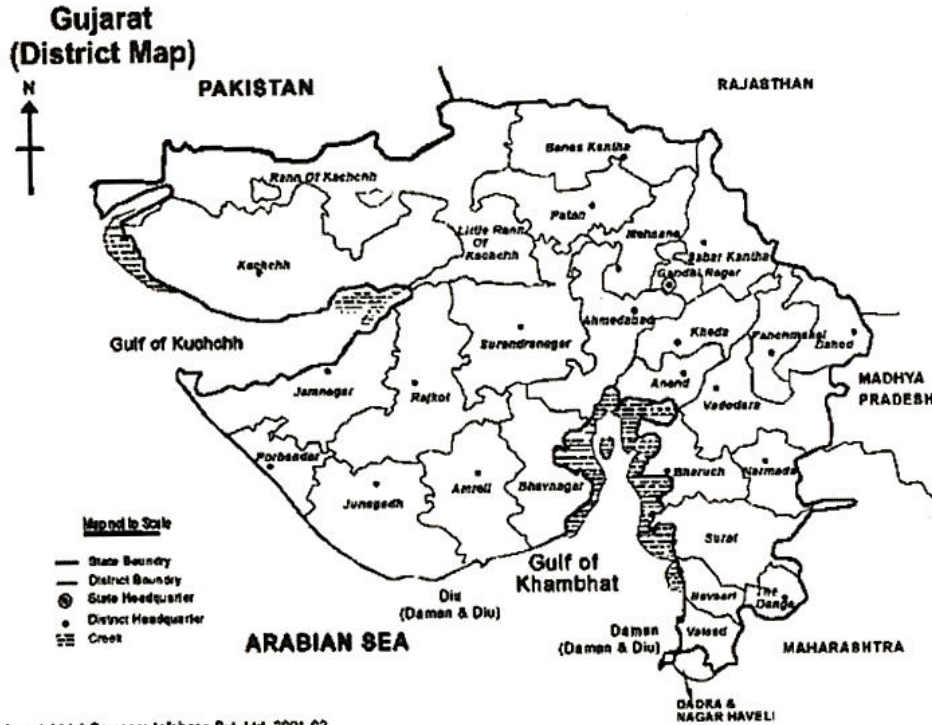 Gujarat
(District Map)
N
PAKISTAN
RAJASTHAN
Banas Kantha
Rann Of Kachchh
Patan
Mehsana
Little Rann
Of
Kachchh
Sabar Kantha
Kachchh
Gandhi Nagar
Ahmedabad
Gulf of Kuchchh
Surendranagar
Kheda
Panchmahal
Dahod
Jamnagar
Rajkot
Anand
Vadodara
MADHYA
PRADESH
Porbandar
Junagadh
Amreli
Bhavnagar
Bharuch
Narmada
Map not to Scale
Surat
State Boundry
District Boundry
State Headquarter
District Headquarter
Creek
Gulf of
Khambhat
Navsari
The
Dangs
Diu
(Daman & Diu)
ARABIAN SEA
Daman
(Daman & Diu)
Valsad
MAHARASHTRA
DADRA &
NAGAR HAVELI